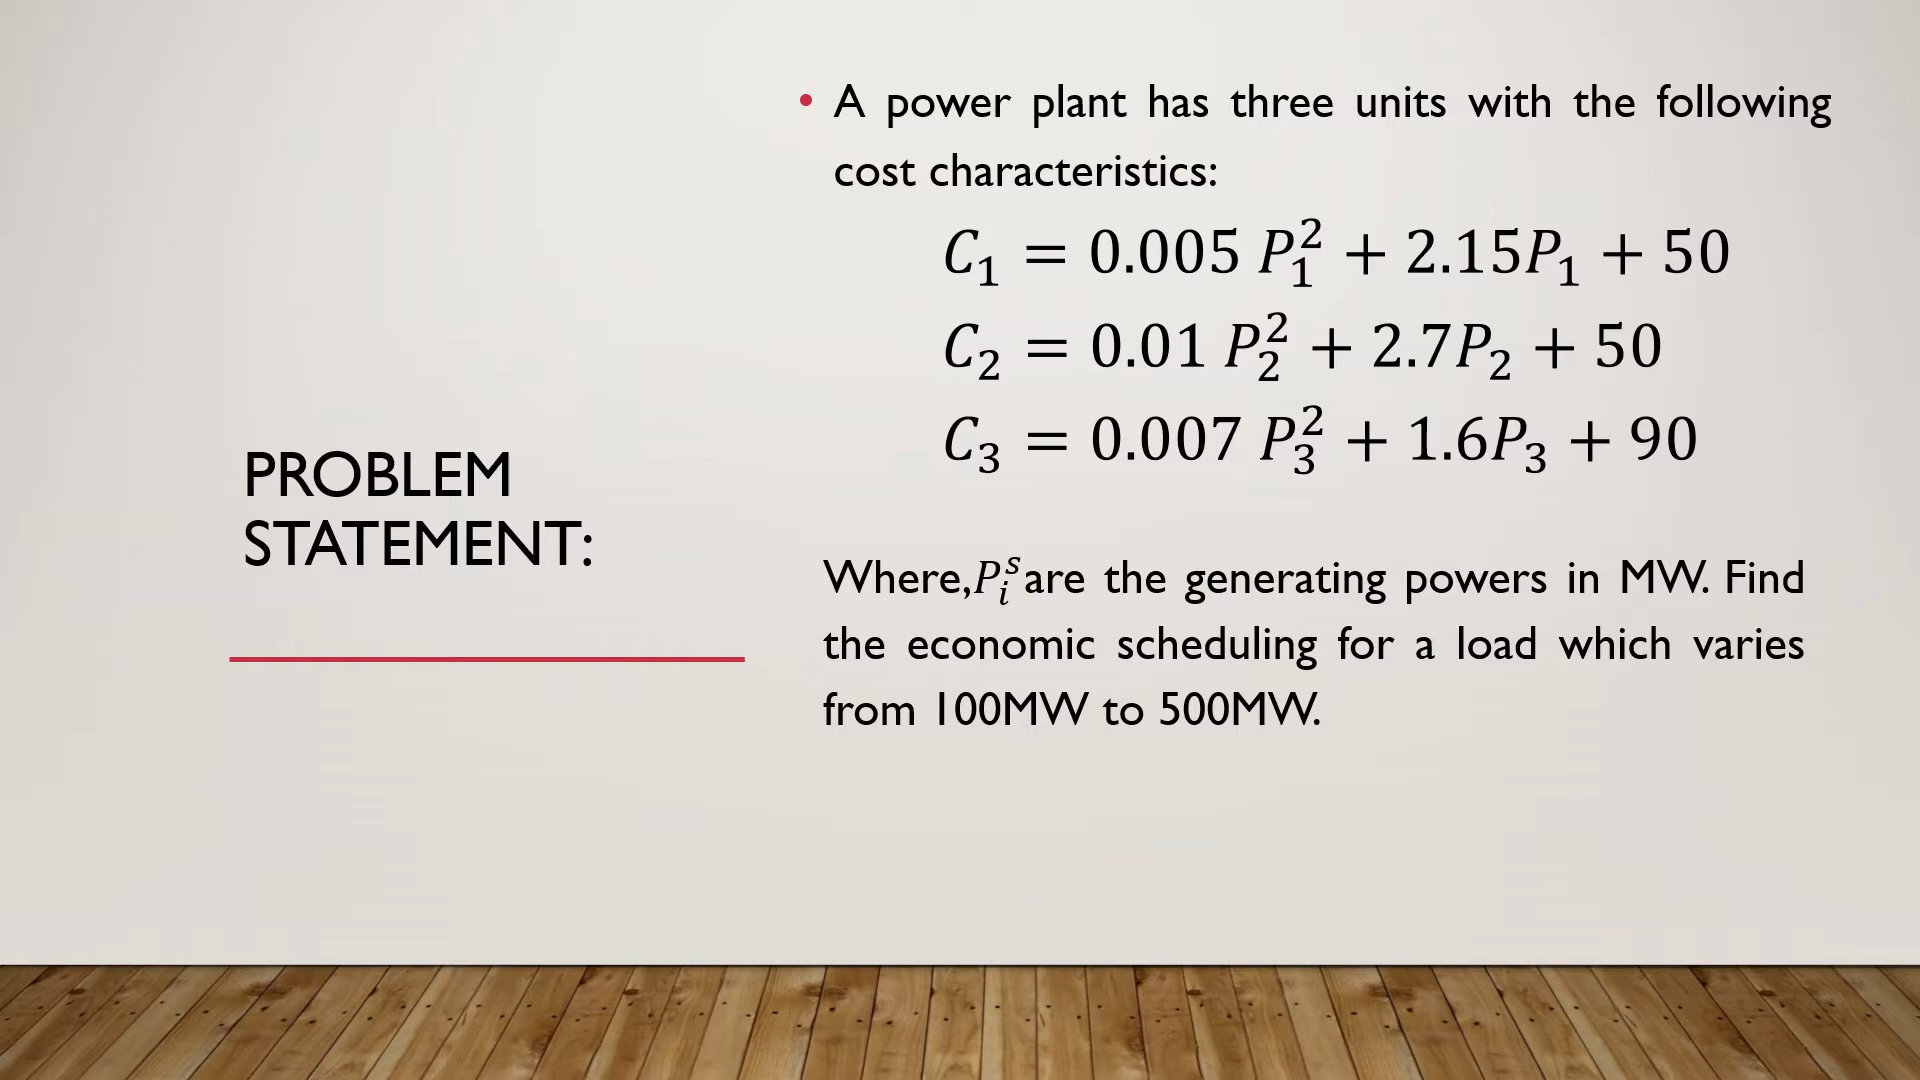 PROBLEM
STATEMENT:
• A power plant has three units with the following
cost characteristics:
C₁ = 0.005 P₁² + 2.15P₁ + 50
C₂ = 0.01 P₂² + 2.7P₂ + 50
C₃ = 0.007 P₃² + 1.6P₃ + 90
Where,Pᵢˢare the generating powers in MW. Find
the economic scheduling for a load which varies
from 100MW to 500MW.